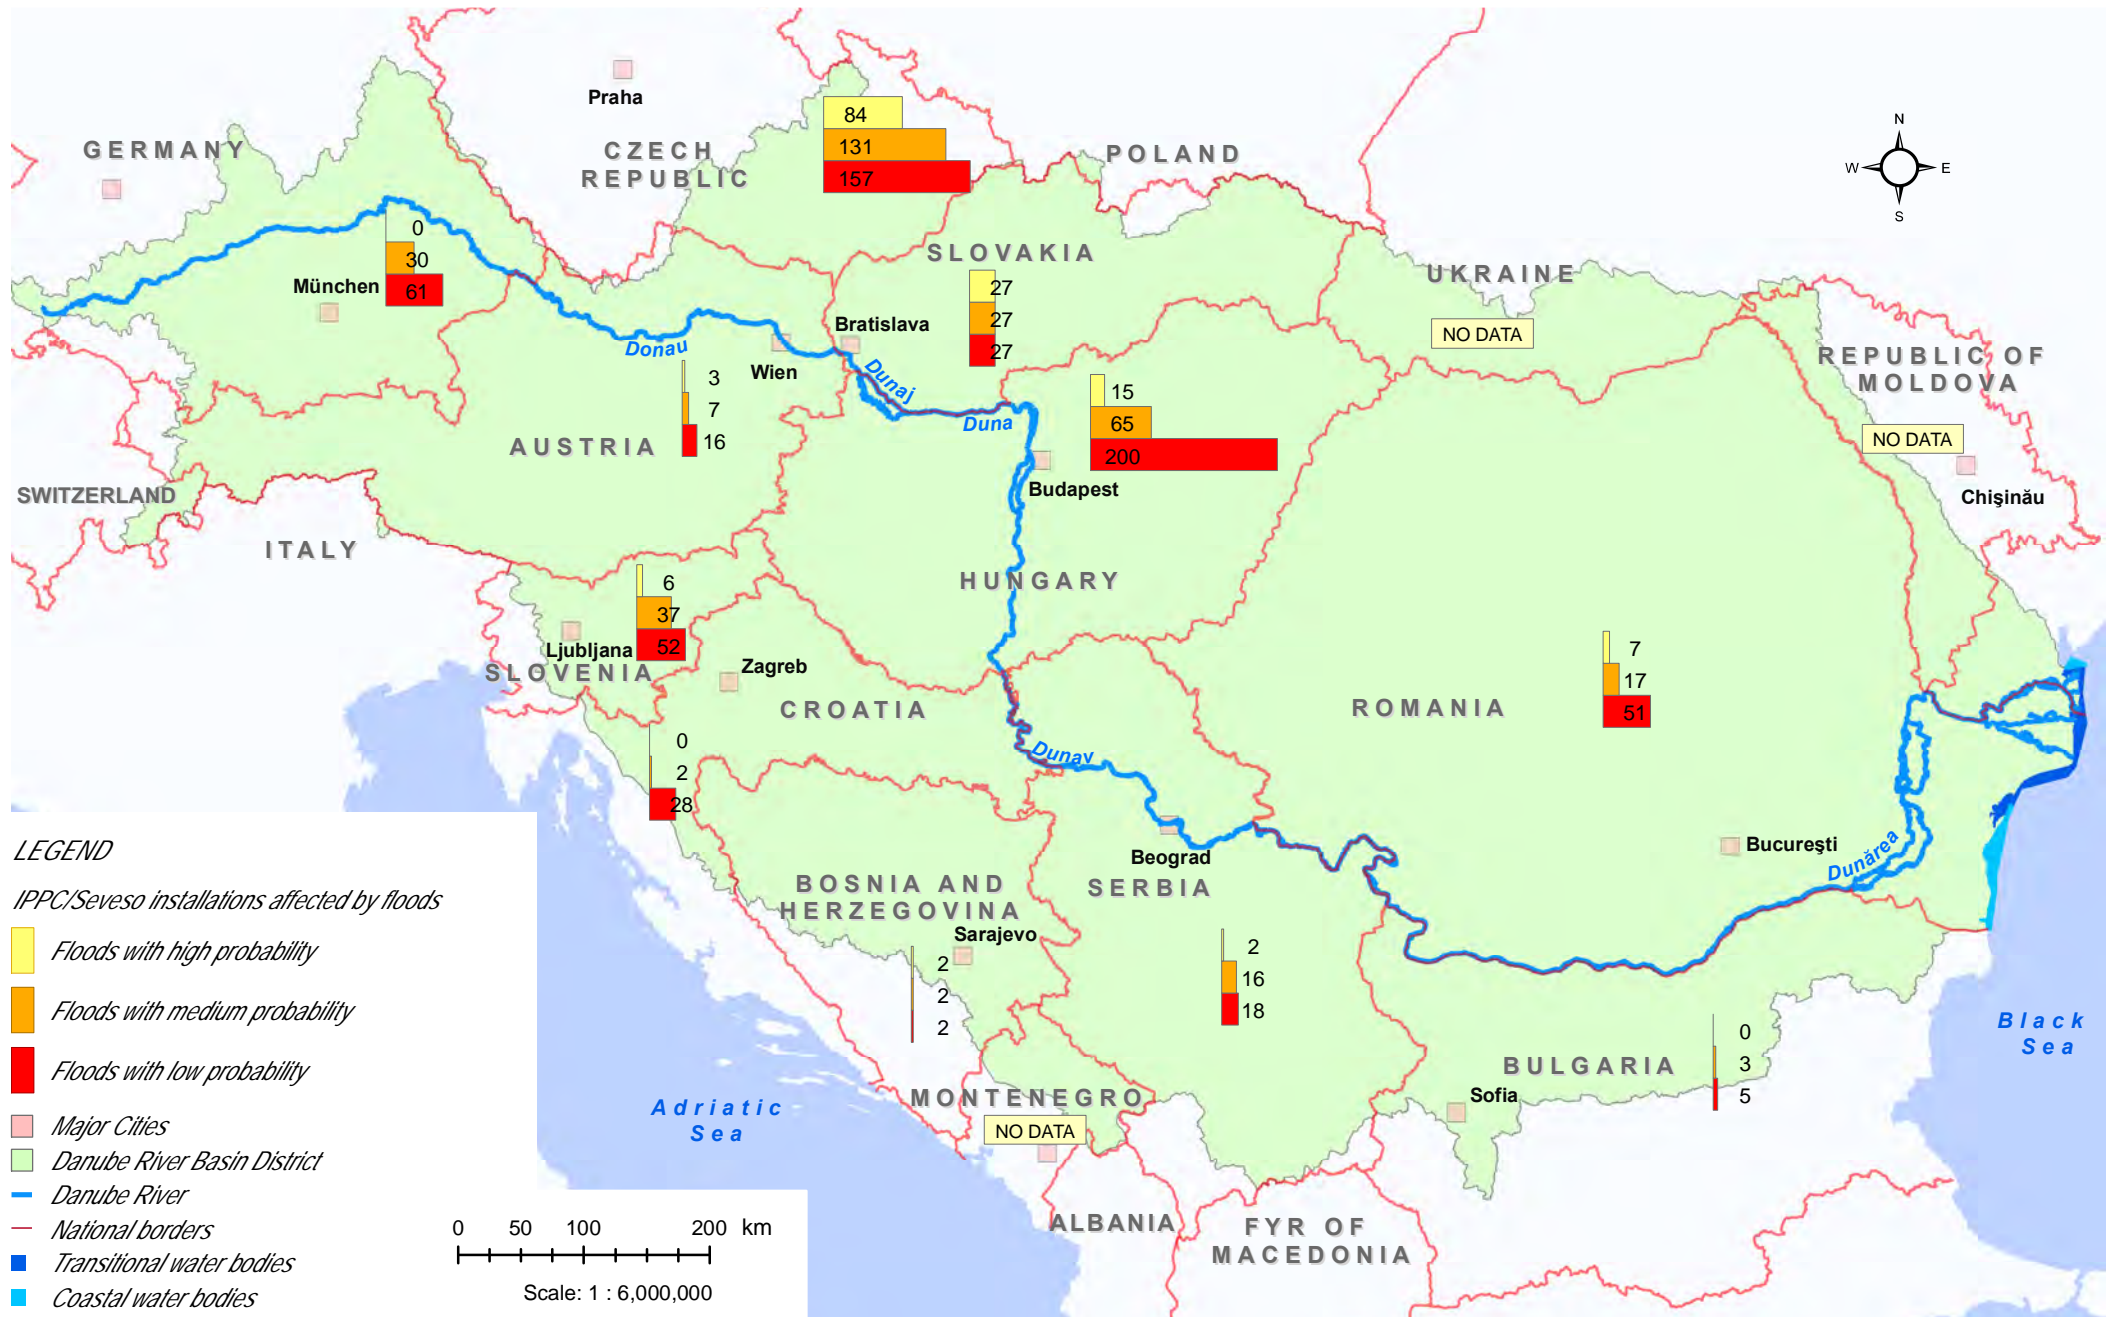 Praha
N
W
E
S
84
131
157
GERMANY
CZECH
REPUBLIC
POLAND
0
30
61
München
SLOVAKIA
27
27
27
UKRAINE
NO DATA
REPUBLIC OF
MOLDOVA
NO DATA
Chişinău
Donau
Bratislava
Wien
Dunaj
Duna
3
7
16
AUSTRIA
15
65
200
Budapest
SWITZERLAND
ITALY
HUNGARY
6
37
52
Ljubljana
SLOVENIA
Zagreb
CROATIA
7
17
51
ROMANIA
0
2
28
Dunav
Beograd
SERBIA
Bucureşti
Dunărea
BOSNIA AND
HERZEGOVINA
Sarajevo
2
2
2
2
16
18
Black
Sea
0
3
5
BULGARIA
Sofia
MONTENEGRO
NO DATA
Adriatic
Sea
ALBANIA
FYR OF
MACEDONIA
LEGEND
IPPC/Seveso installations affected by floods
Floods with high probability
Floods with medium probability
Floods with low probability
Major Cities
Danube River Basin District
Danube River
National borders
Transitional water bodies
Coastal water bodies
0 50 100 200 km
Scale: 1 : 6,000,000